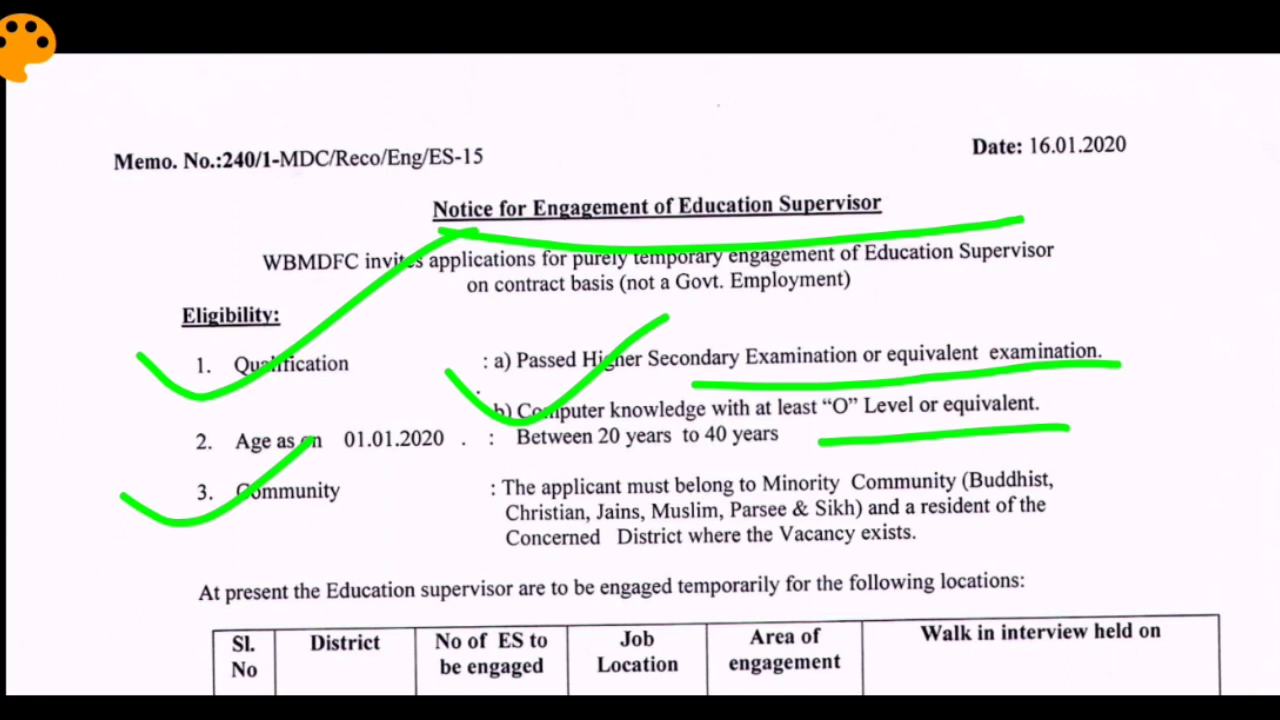 Memo. No.:240/1-MDC/Reco/Eng/ES-15 Date: 16.01.2020
Notice for Engagement of Education Supervisor
WBMDFC invites applications for purely temporary engagement of Education Supervisor
on contract basis (not a Govt. Employment)
Eligibility:
1. Qualification : a) Passed Higher Secondary Examination or equivalent examination.
b) Computer knowledge with at least “O” Level or equivalent.
2. Age as on 01.01.2020 . : Between 20 years to 40 years
3. Community : The applicant must belong to Minority Community (Buddhist,
Christian, Jains, Muslim, Parsee & Sikh) and a resident of the
Concerned District where the Vacancy exists.
At present the Education supervisor are to be engaged temporarily for the following locations:
Sl. No District No of ES to be engaged Job Location Area of engagement Walk in interview held on